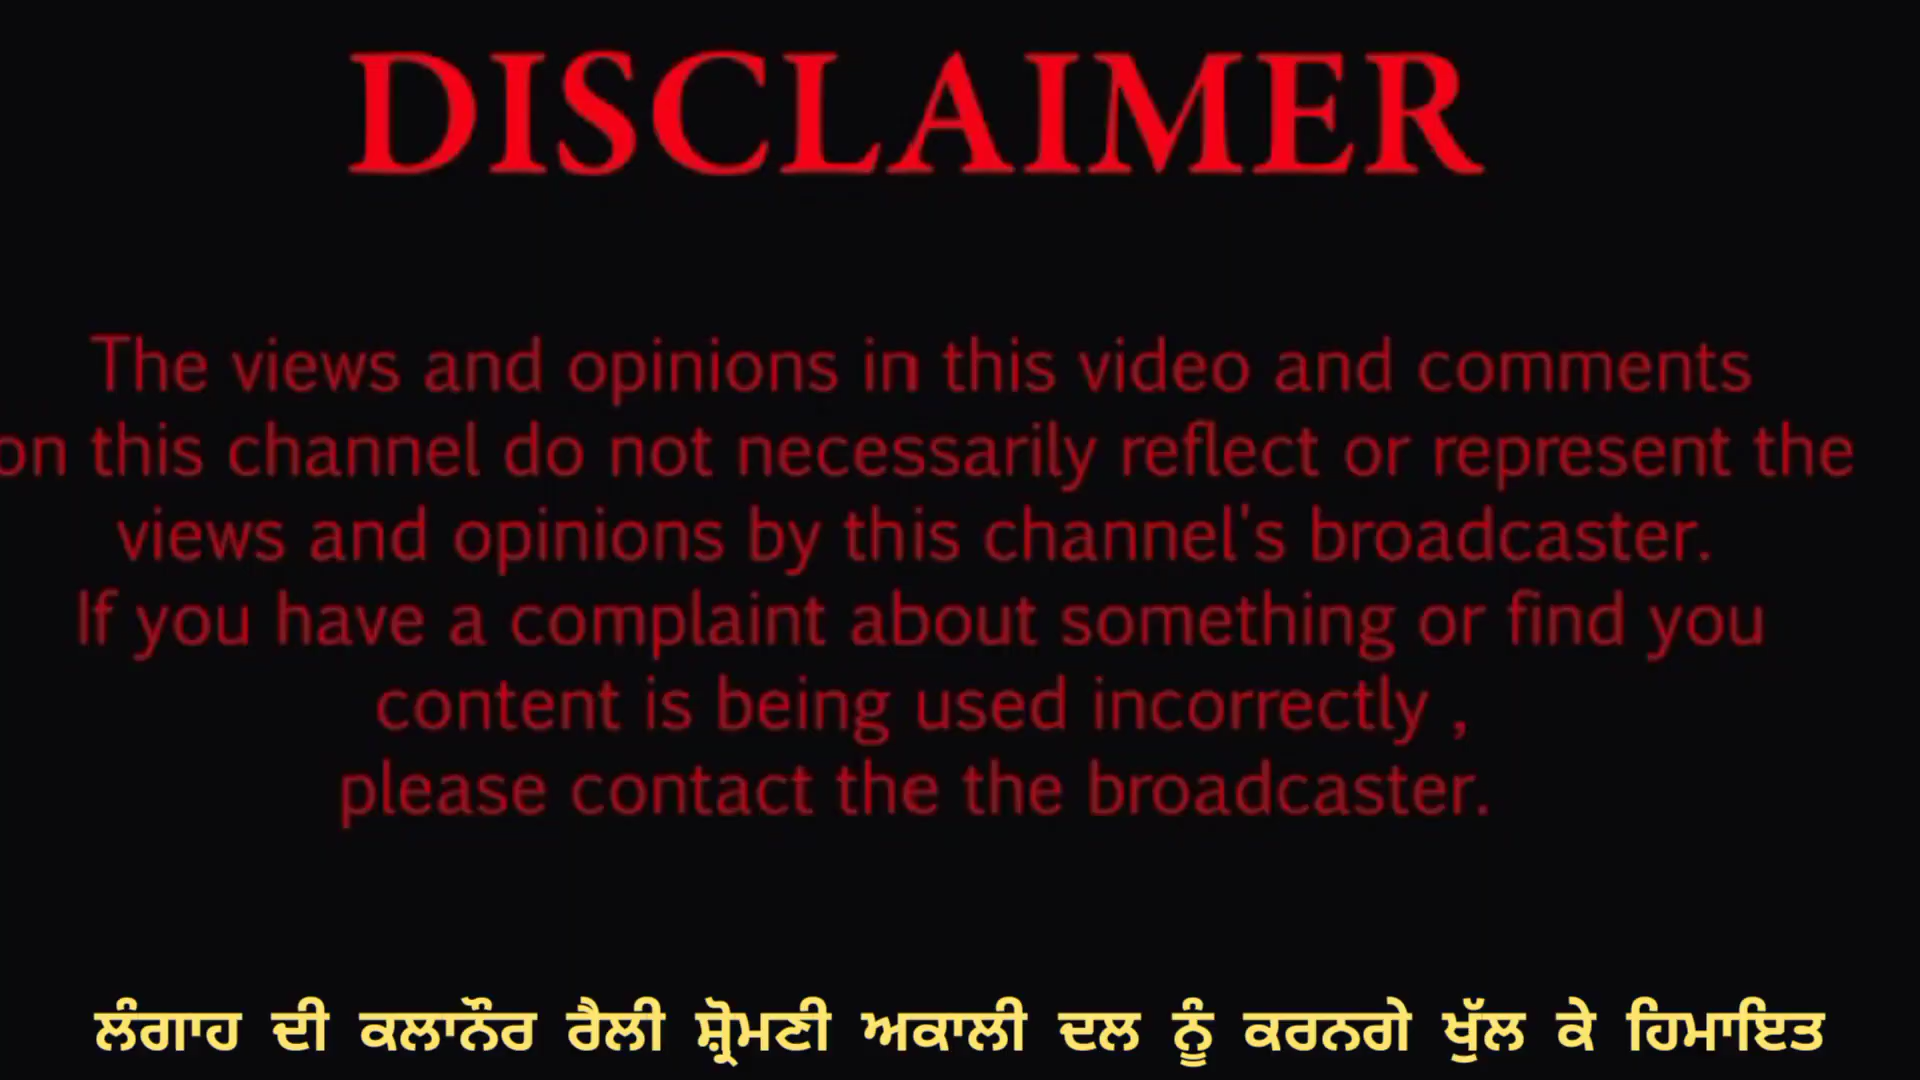 DISCLAIMER
The views and opinions in this video and comments
on this channel do not necessarily reflect or represent the
views and opinions by this channel's broadcaster.
If you have a complaint about something or find you
content is being used incorrectly ,
please contact the the broadcaster.
ਲੰਗਾਹ ਦੀ ਕਲਾਨੌਰ ਰੈਲੀ ਸ਼੍ਰੋਮਣੀ ਅਕਾਲੀ ਦਲ ਨੂੰ ਕਰਨਗੇ ਖੁੱਲ ਕੇ ਹਿਮਾਇਤ